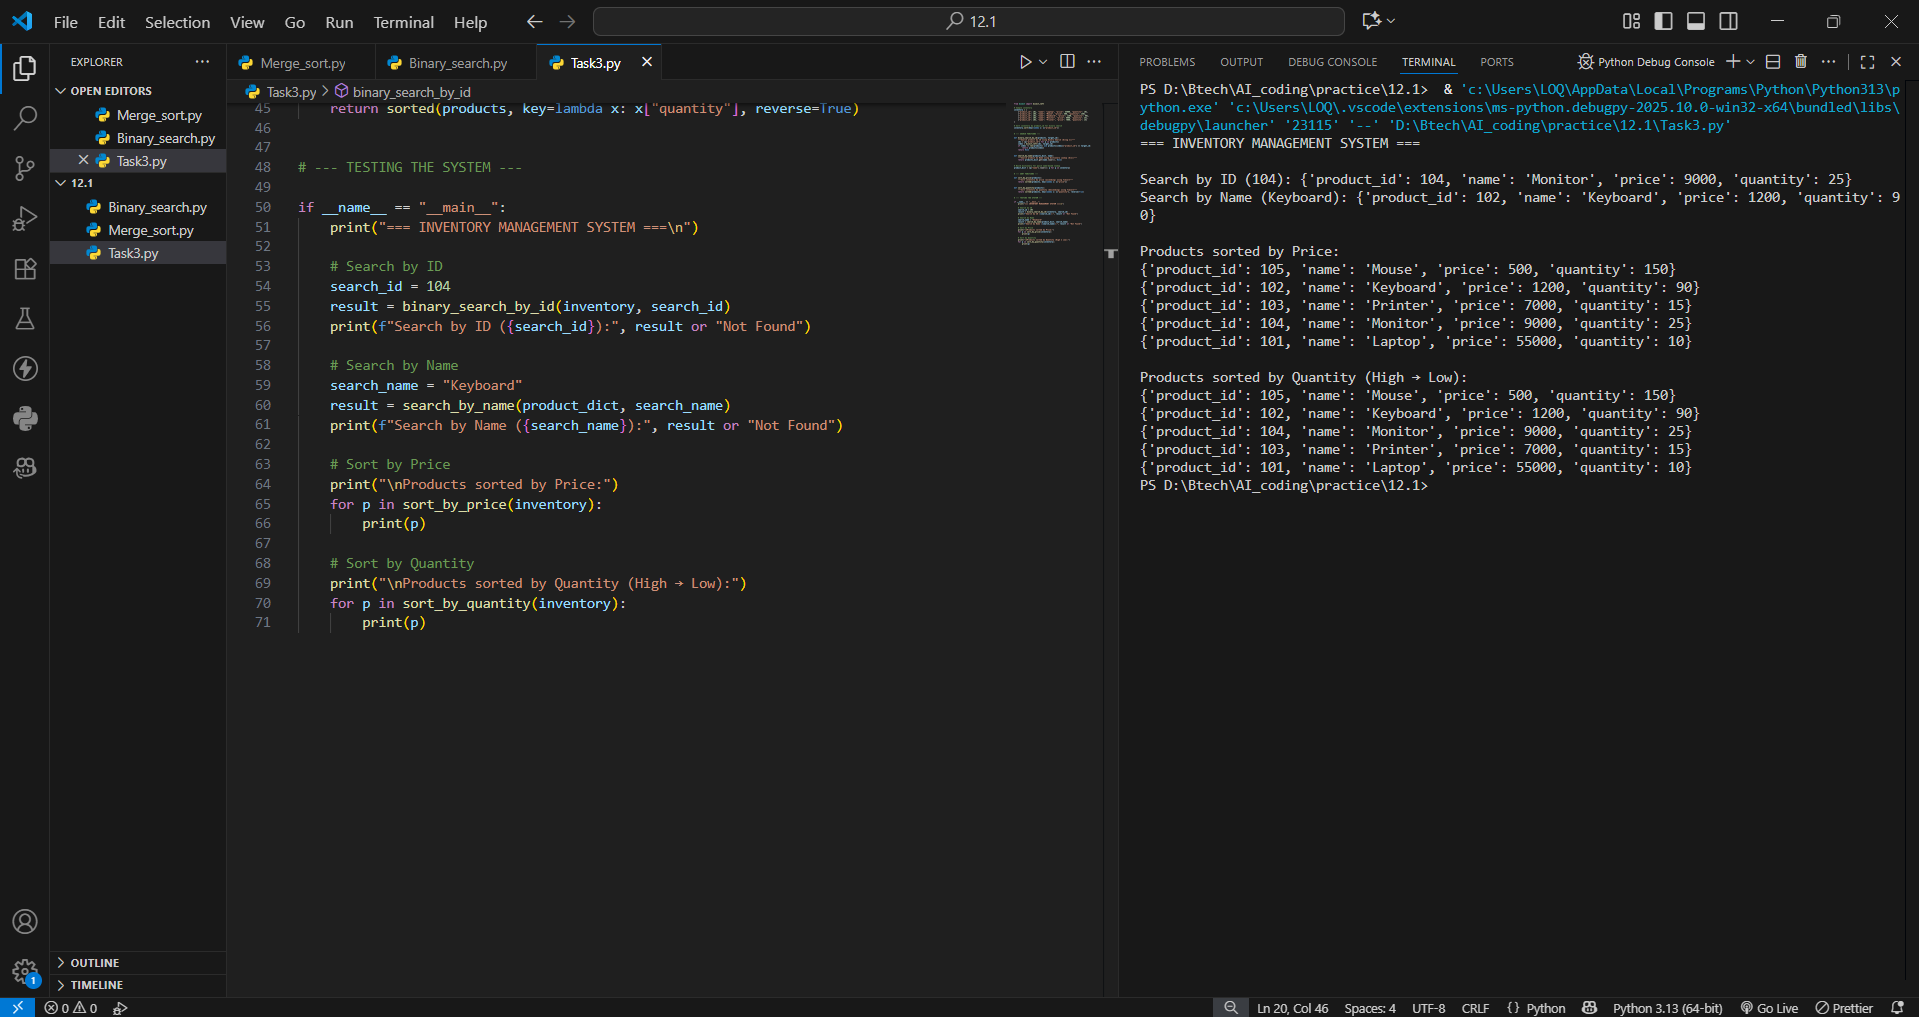 File Edit Selection View Go Run Terminal Help
12.1
EXPLORER
OPEN EDITORS
Merge_sort.py
Binary_search.py
Task3.py
12.1
Binary_search.py
Merge_sort.py
Task3.py
OUTLINE
TIMELINE
Merge_sort.py Binary_search.py Task3.py
Task3.py > binary_search_by_id
45 return sorted(products, key=lambda x: x["quantity"], reverse=True)
46
47
48 # --- TESTING THE SYSTEM ---
49
50 if __name__ == "__main__":
51 print("=== INVENTORY MANAGEMENT SYSTEM ===\n")
52
53 # Search by ID
54 search_id = 104
55 result = binary_search_by_id(inventory, search_id)
56 print(f"Search by ID ({search_id}):", result or "Not Found")
57
58 # Search by Name
59 search_name = "Keyboard"
60 result = search_by_name(product_dict, search_name)
61 print(f"Search by Name ({search_name}):", result or "Not Found")
62
63 # Sort by Price
64 print("\nProducts sorted by Price:")
65 for p in sort_by_price(inventory):
66 print(p)
67
68 # Sort by Quantity
69 print("\nProducts sorted by Quantity (High → Low):")
70 for p in sort_by_quantity(inventory):
71 print(p)
PROBLEMS OUTPUT DEBUG CONSOLE TERMINAL PORTS
Python Debug Console
PS D:\Btech\AI_coding\practice\12.1> & 'c:\Users\LOQ\AppData\Local\Programs\Python\Python313\p
ython.exe' 'c:\Users\LOQ\.vscode\extensions\ms-python.debugpy-2025.10.0-win32-x64\bundled\libs\
debugpy\launcher' '23115' '--' 'D:\Btech\AI_coding\practice\12.1\Task3.py'
=== INVENTORY MANAGEMENT SYSTEM ===
Search by ID (104): {'product_id': 104, 'name': 'Monitor', 'price': 9000, 'quantity': 25}
Search by Name (Keyboard): {'product_id': 102, 'name': 'Keyboard', 'price': 1200, 'quantity': 9
0}
Products sorted by Price:
{'product_id': 105, 'name': 'Mouse', 'price': 500, 'quantity': 150}
{'product_id': 102, 'name': 'Keyboard', 'price': 1200, 'quantity': 90}
{'product_id': 103, 'name': 'Printer', 'price': 7000, 'quantity': 15}
{'product_id': 104, 'name': 'Monitor', 'price': 9000, 'quantity': 25}
{'product_id': 101, 'name': 'Laptop', 'price': 55000, 'quantity': 10}
Products sorted by Quantity (High → Low):
{'product_id': 105, 'name': 'Mouse', 'price': 500, 'quantity': 150}
{'product_id': 102, 'name': 'Keyboard', 'price': 1200, 'quantity': 90}
{'product_id': 104, 'name': 'Monitor', 'price': 9000, 'quantity': 25}
{'product_id': 103, 'name': 'Printer', 'price': 7000, 'quantity': 15}
{'product_id': 101, 'name': 'Laptop', 'price': 55000, 'quantity': 10}
PS D:\Btech\AI_coding\practice\12.1>
1
0 0
Ln 20, Col 46 Spaces: 4 UTF-8 CRLF {} Python Python 3.13 (64-bit) Go Live Prettier